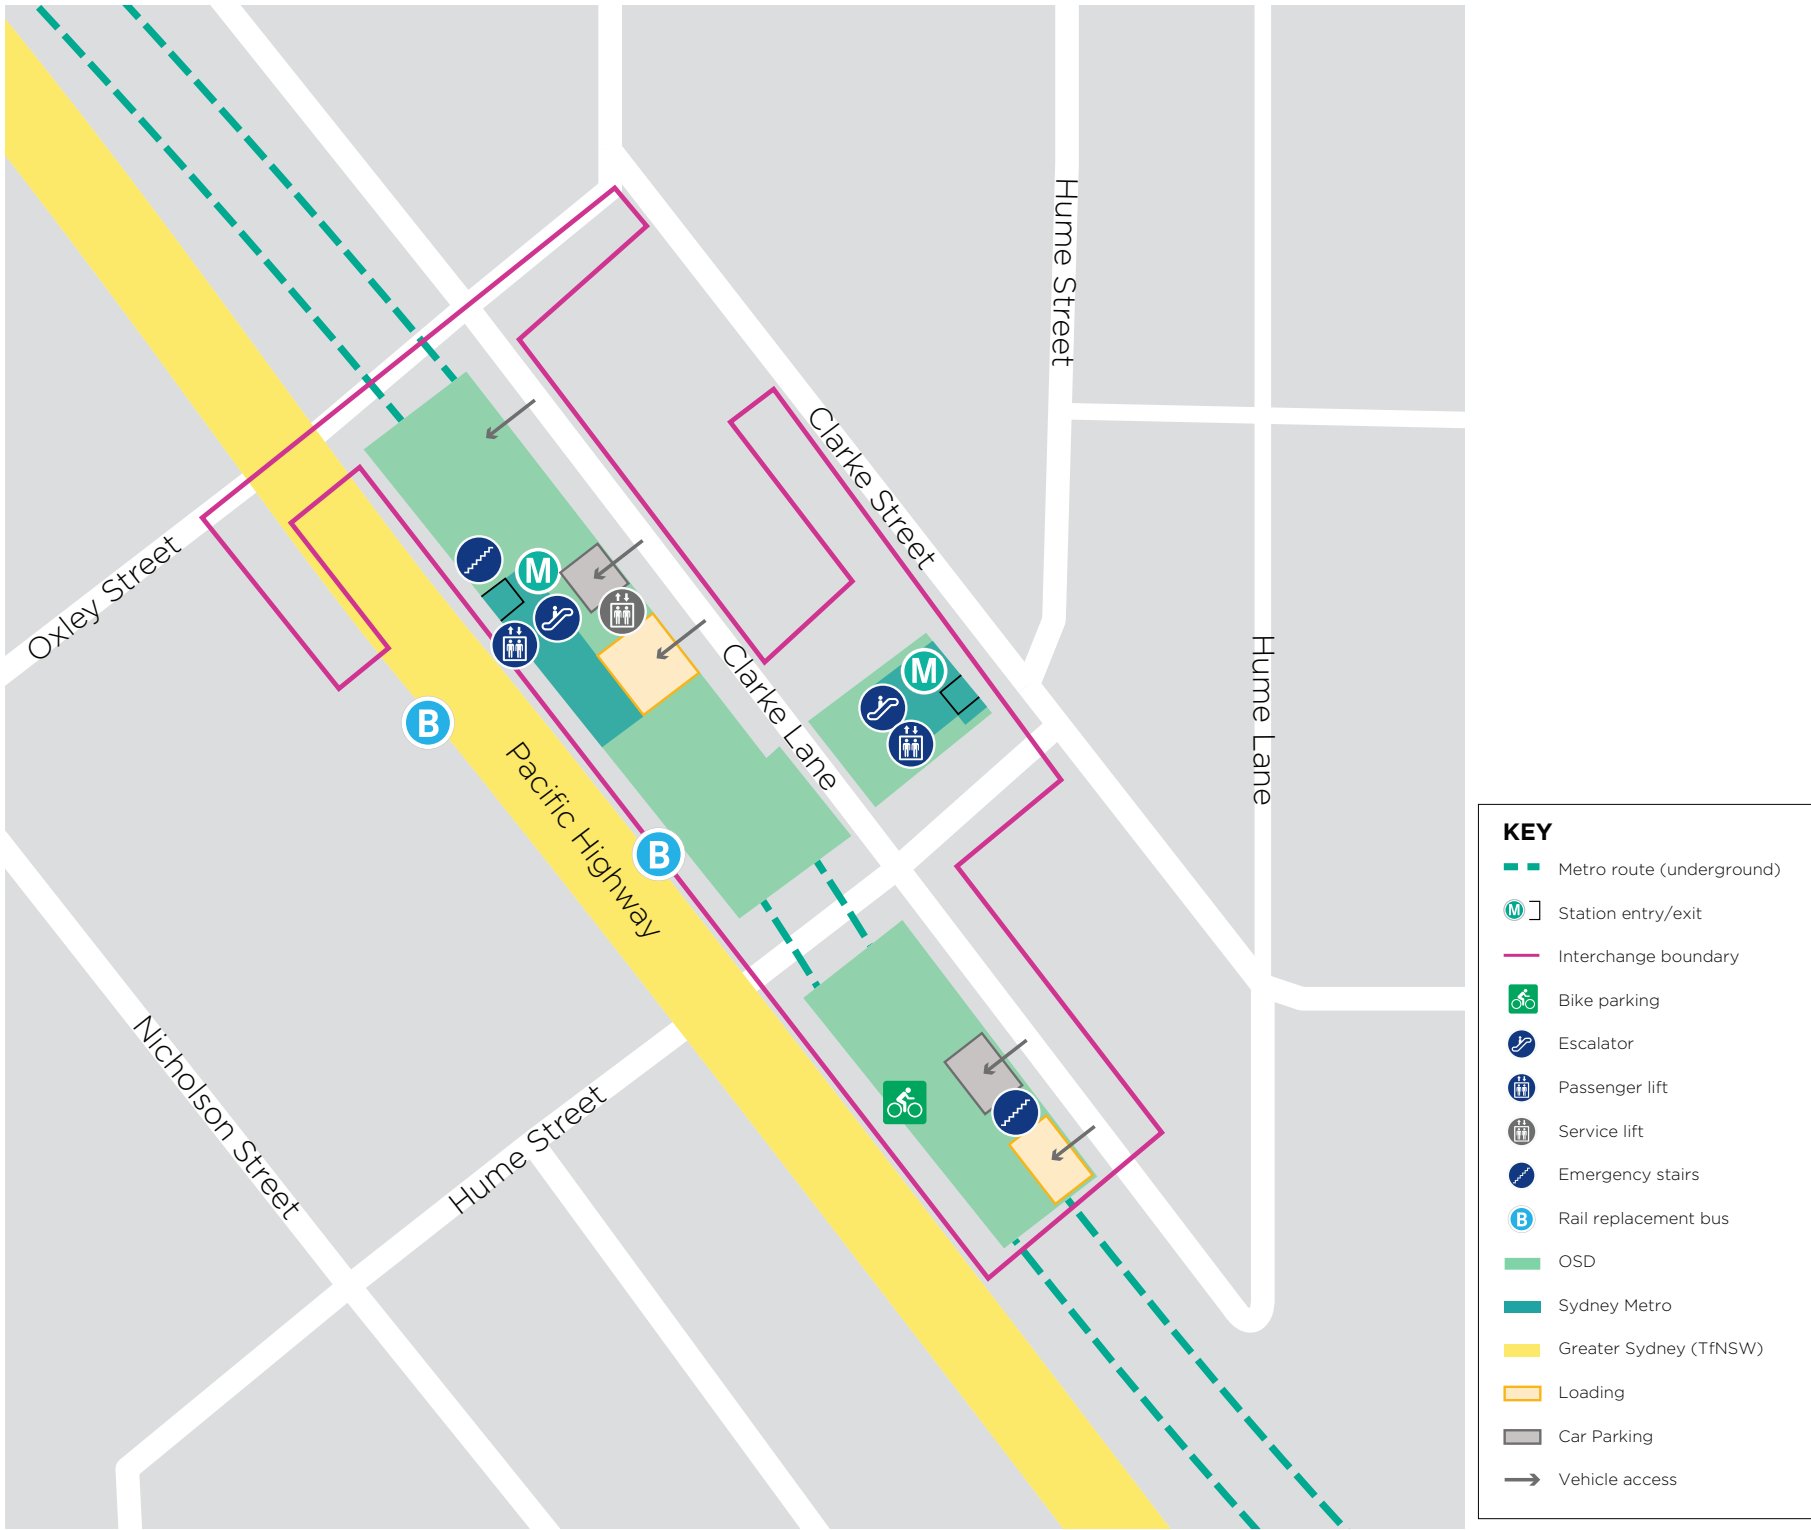 Hume Street
Clarke Street
Oxley Street
M
M
B
Clarke Lane
Hume Lane
Pacific Highway
B
Nicholson Street
Hume Street
KEY
Metro route (underground)
M Station entry/exit
Interchange boundary
Bike parking
Escalator
Passenger lift
Service lift
Emergency stairs
B Rail replacement bus
OSD
Sydney Metro
Greater Sydney (TfNSW)
Loading
Car Parking
Vehicle access